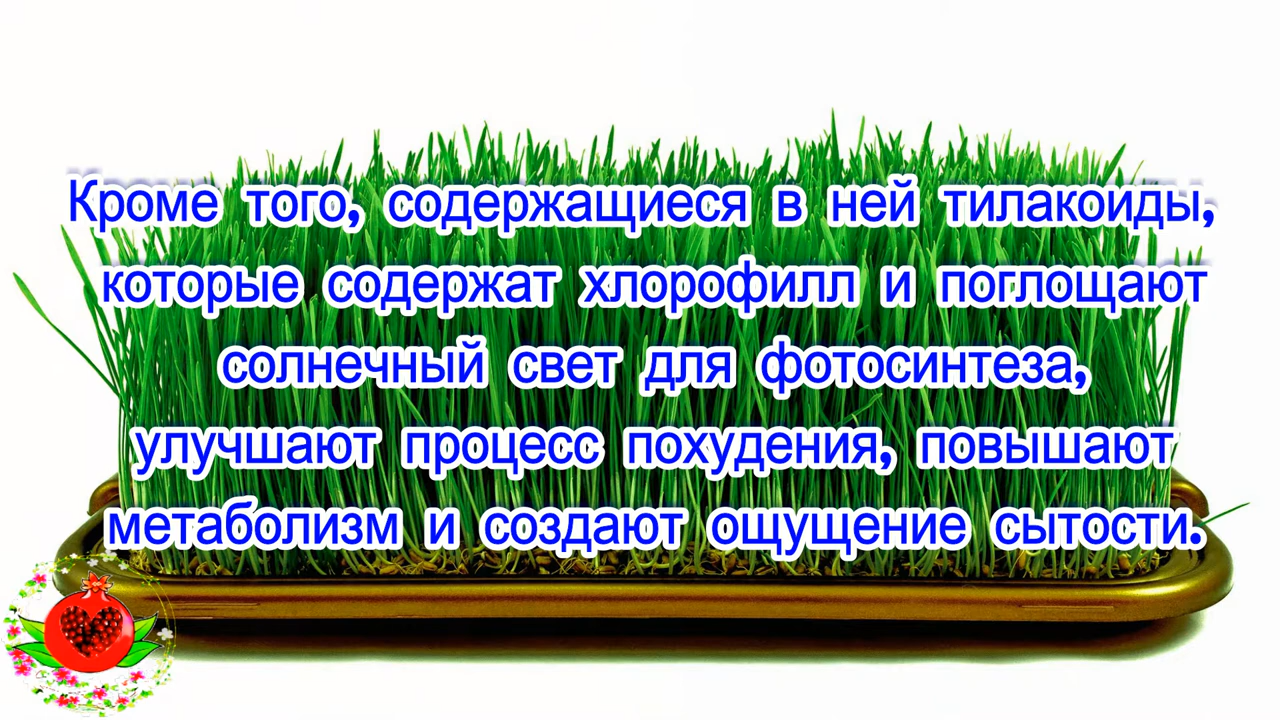 Кроме того, содержащиеся в ней тилакоиды,
которые содержат хлорофилл и поглощают
солнечный свет для фотосинтеза,
улучшают процесс похудения, повышают
метаболизм и создают ощущение сытости.